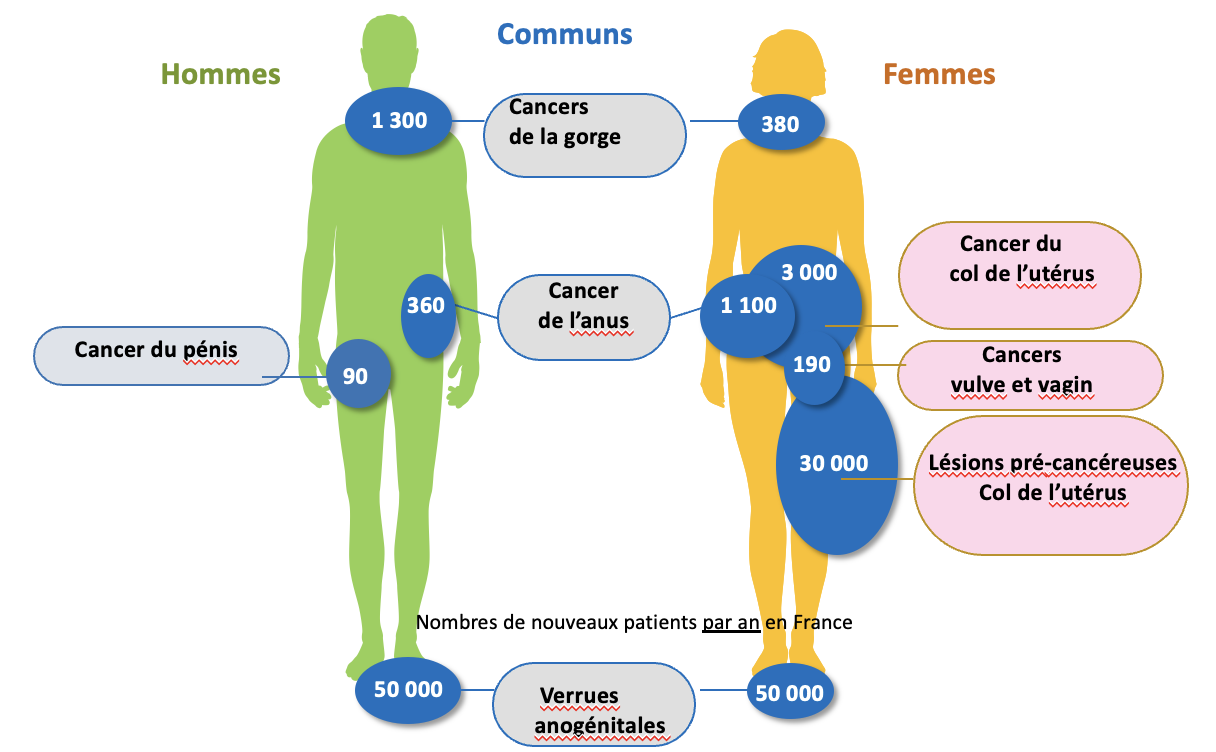 Communs
Hommes
Femmes
1 300
Cancers
de la gorge
380
Cancer du
col de l’utérus
3 000
360
Cancer
de l’anus
1 100
Cancer du pénis
90
190
Cancers
vulve et vagin
30 000
Lésions pré-cancéreuses
Col de l’utérus
Nombres de nouveaux patients par an en France
50 000
Verrues
anogénitales
50 000